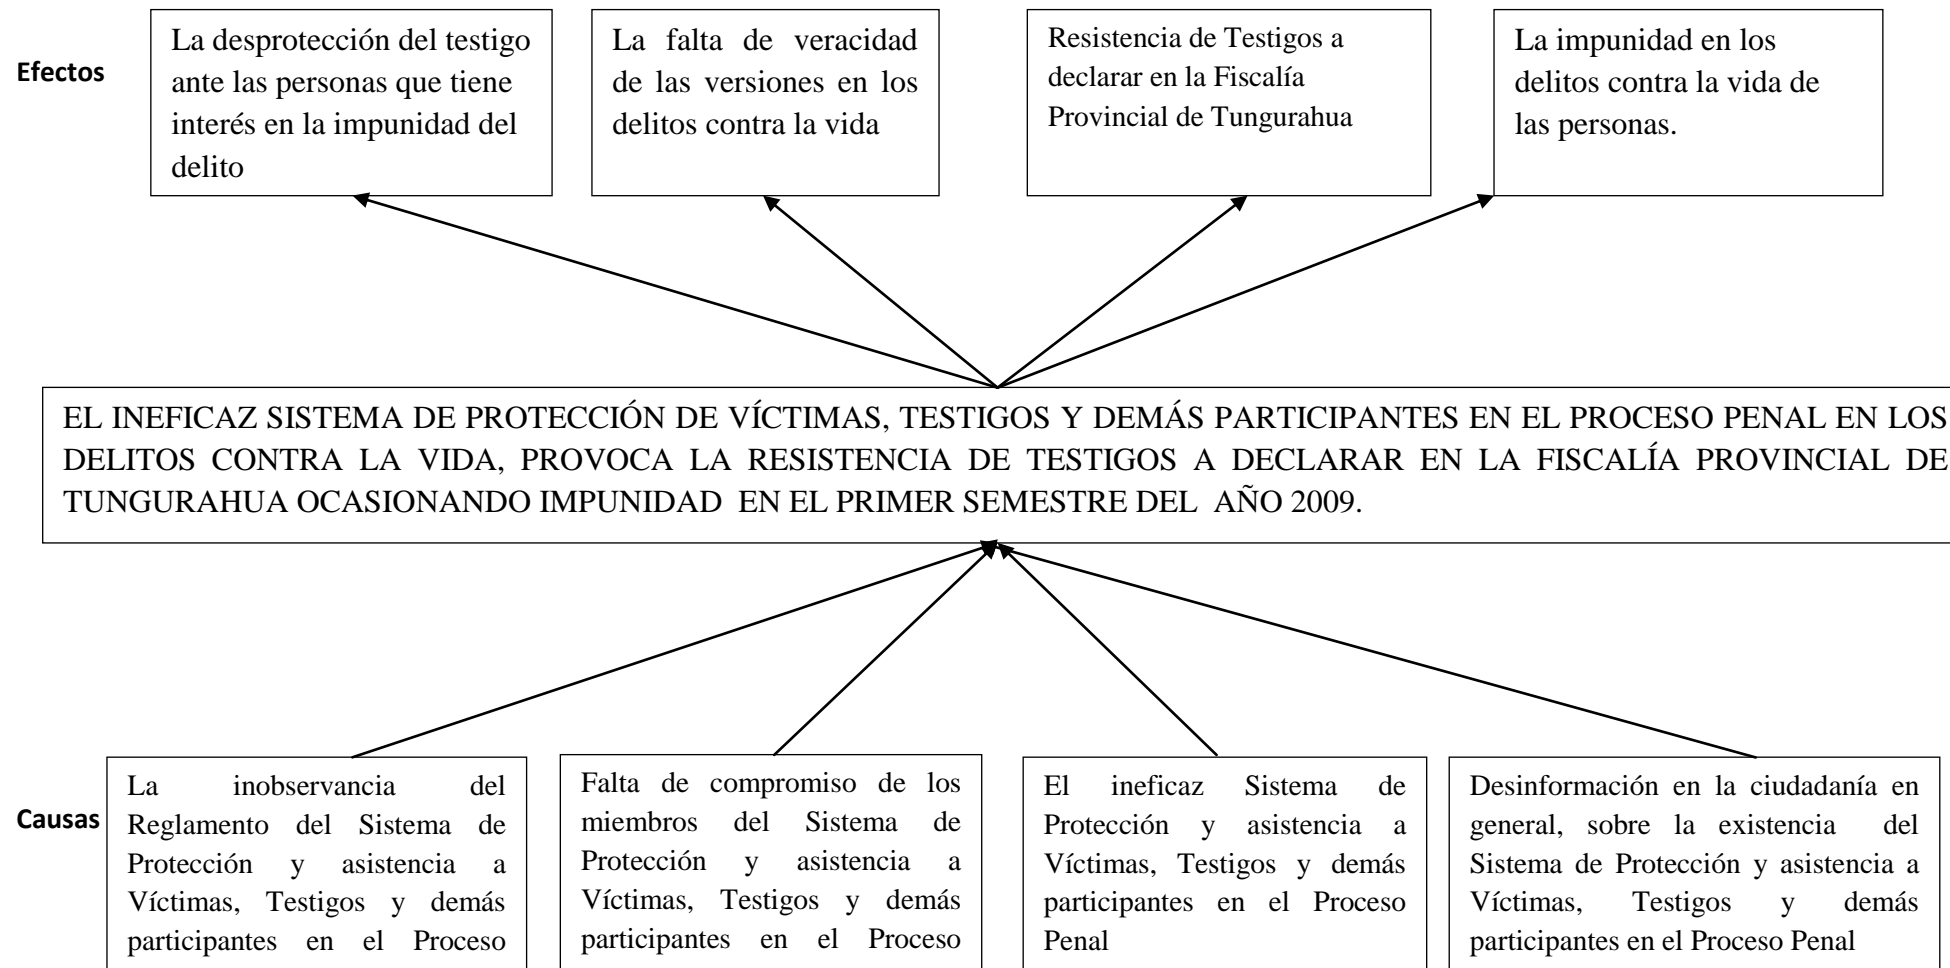 Efectos
La desprotección del testigo
ante las personas que tiene
interés en la impunidad del
delito
La falta de veracidad
de las versiones en los
delitos contra la vida
Resistencia de Testigos a
declarar en la Fiscalía
Provincial de Tungurahua
La impunidad en los
delitos contra la vida de
las personas.
EL INEFICAZ SISTEMA DE PROTECCIÓN DE VÍCTIMAS, TESTIGOS Y DEMÁS PARTICIPANTES EN EL PROCESO PENAL EN LOS
DELITOS CONTRA LA VIDA, PROVOCA LA RESISTENCIA DE TESTIGOS A DECLARAR EN LA FISCALÍA PROVINCIAL DE
TUNGURAHUA OCASIONANDO IMPUNIDAD EN EL PRIMER SEMESTRE DEL AÑO 2009.
Causas
La inobservancia del
Reglamento del Sistema de
Protección y asistencia a
Víctimas, Testigos y demás
participantes en el Proceso
Falta de compromiso de los
miembros del Sistema de
Protección y asistencia a
Víctimas, Testigos y demás
participantes en el Proceso
El ineficaz Sistema de
Protección y asistencia a
Víctimas, Testigos y demás
participantes en el Proceso
Penal
Desinformación en la ciudadanía en
general, sobre la existencia del
Sistema de Protección y asistencia a
Víctimas, Testigos y demás
participantes en el Proceso Penal